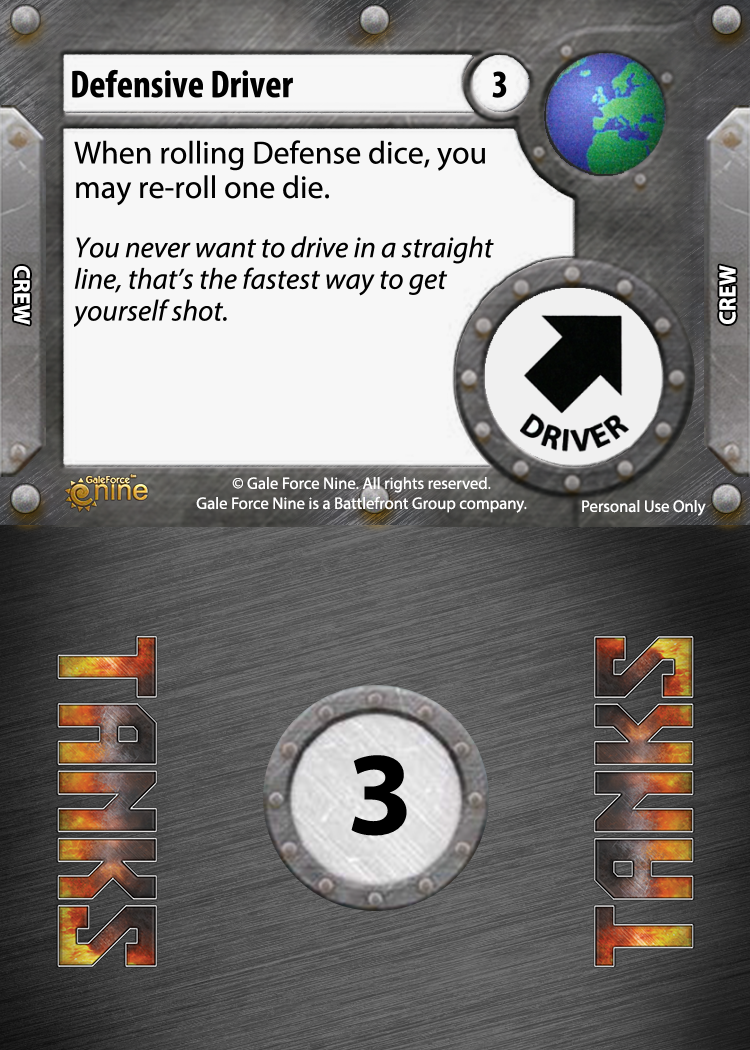 Defensive Driver
3
When rolling Defense dice, you
may re-roll one die.
You never want to drive in a straight
line, that's the fastest way to get
yourself shot.
CREW
CREW
DRIVER
GaleForce™
nine
© Gale Force Nine. All rights reserved.
Gale Force Nine is a Battlefront Group company.
Personal Use Only
TANKS
3
TANKS